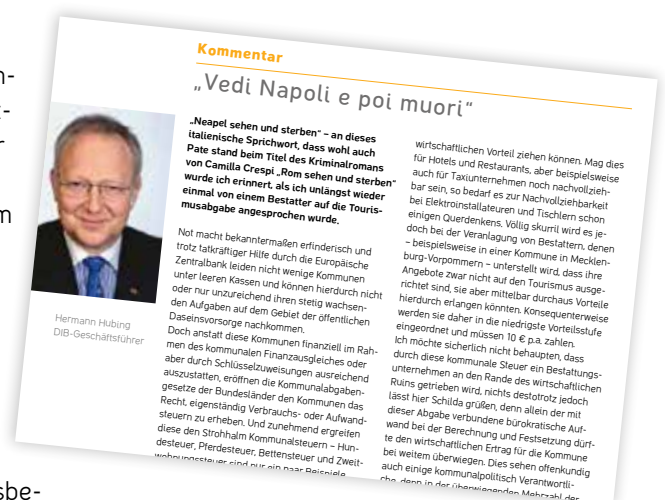 n-
t-
r
m
Kommentar
„Vedi Napoli e poi muori“
„Neapel sehen und sterben“ – an dieses
italienische Sprichwort, dass wohl auch
Pate stand beim Titel des Kriminalromans
von Camilla Crespi „Rom sehen und sterben“
wurde ich erinnert, als ich unlängst wieder
einmal von einem Bestatter auf die Touris-
musabgabe angesprochen wurde.
Not macht bekanntermaßen erfinderisch und
trotz tatkräftiger Hilfe durch die Europäische
Zentralbank leiden nicht wenige Kommunen
unter leeren Kassen und können hierdurch nicht
oder nur unzureichend ihren stetig wachsen-
den Aufgaben auf dem Gebiet der öffentlichen
Daseinsvorsorge nachkommen.
Doch anstatt diese Kommunen finanziell im Rah-
men des kommunalen Finanzausgleiches oder
aber durch Schlüsselzuweisungen ausreichend
auszustatten, eröffnen die Kommunalabgaben-
gesetze der Bundesländer den Kommunen das
Recht, eigenständig Verbrauchs- oder Aufwand-
steuern zu erheben. Und zunehmend ergreifen
diese den Strohhalm Kommunalsteuern – Hun-
desteuer, Pferdesteuer, Bettensteuer und Zweit-
wohnungssteuer sind nur ein paar Beispiele
wirtschaftlichen Vorteil ziehen können. Mag dies
für Hotels und Restaurants, aber beispielsweise
auch für Taxiunternehmen noch nachvollzieh-
bar sein, so bedarf es zur Nachvollziehbarkeit
bei Elektroinstallateuren und Tischlern schon
einigen Querdenkens. Völlig skurril wird es je-
doch bei der Veranlagung von Bestattern, denen
– beispielsweise in einer Kommune in Mecklen-
burg-Vorpommern – unterstellt wird, dass ihre
Angebote zwar nicht auf den Tourismus ausge-
richtet sind, sie aber mittelbar durchaus Vorteile
hierdurch erlangen könnten. Konsequenterweise
werden sie daher in die niedrigste Vorteilsstufe
eingeordnet und müssen 10 € p.a. zahlen.
Ich möchte sicherlich nicht behaupten, dass
durch diese kommunale Steuer ein Bestattungs-
unternehmen an den Rande des wirtschaftlichen
Ruins getrieben wird, nichts destotrotz jedoch
lässt hier Schilda grüßen, denn allein der mit
dieser Abgabe verbundene bürokratische Auf-
wand bei der Berechnung und Festsetzung dürf-
te den wirtschaftlichen Ertrag für die Kommune
bei weitem überwiegen. Dies sehen offenkundig
auch einige kommunalpolitisch Verantwortli-
che, denn in der überwiegenden Mehrzahl der
Hermann Hubing
DIB-Geschäftsführer
sbe-